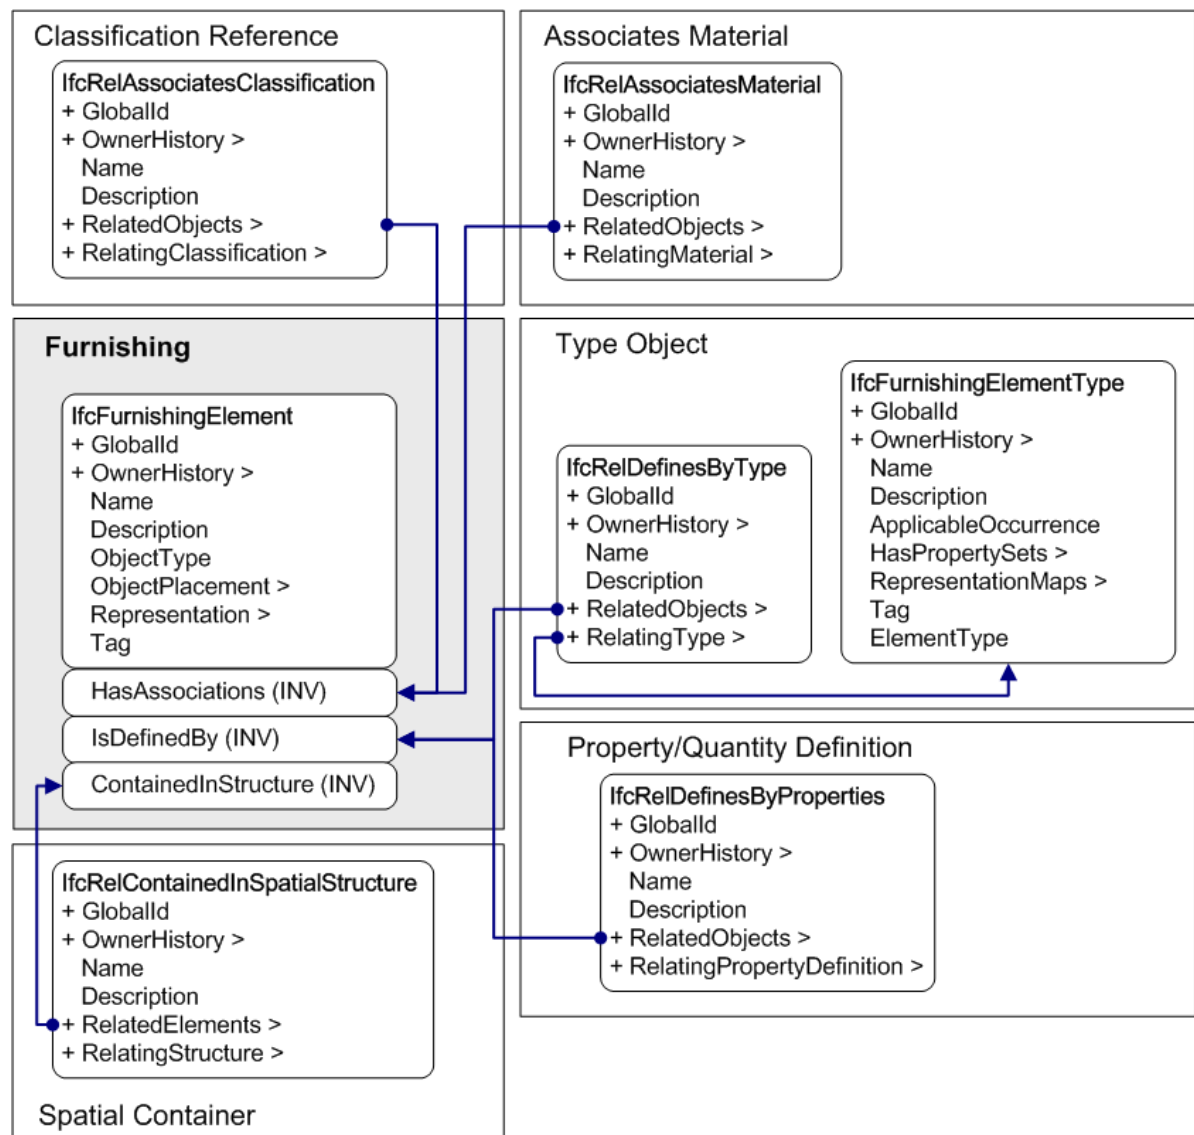 Classification Reference
IfcRelAssociatesClassification
+ GlobalId
+ OwnerHistory >
Name
Description
+ RelatedObjects >
+ RelatingClassification >
Associates Material
IfcRelAssociatesMaterial
+ GlobalId
+ OwnerHistory >
Name
Description
+ RelatedObjects >
+ RelatingMaterial >
Furnishing
IfcFurnishingElement
+ GlobalId
+ OwnerHistory >
Name
Description
ObjectType
ObjectPlacement >
Representation >
Tag
HasAssociations (INV)
IsDefinedBy (INV)
ContainedInStructure (INV)
Type Object
IfcRelDefinesByType
+ GlobalId
+ OwnerHistory >
Name
Description
+ RelatedObjects >
+ RelatingType >
IfcFurnishingElementType
+ GlobalId
+ OwnerHistory >
Name
Description
ApplicableOccurrence
HasPropertySets >
RepresentationMaps >
Tag
ElementType
Property/Quantity Definition
IfcRelDefinesByProperties
+ GlobalId
+ OwnerHistory >
Name
Description
+ RelatedObjects >
+ RelatingPropertyDefinition >
IfcRelContainedInSpatialStructure
+ GlobalId
+ OwnerHistory >
Name
Description
+ RelatedElements >
+ RelatingStructure >
Spatial Container